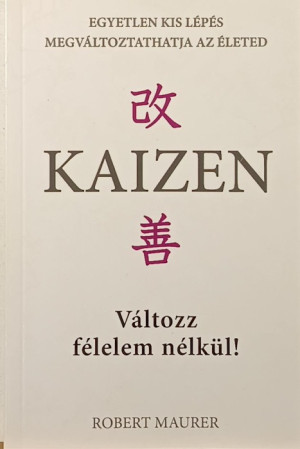 EGYETLEN KIS LÉPÉS
MEGVÁLTOZTATHATJA AZ ÉLETED
改
KAIZEN
善
Változz
félelem nélkül!
ROBERT MAURER